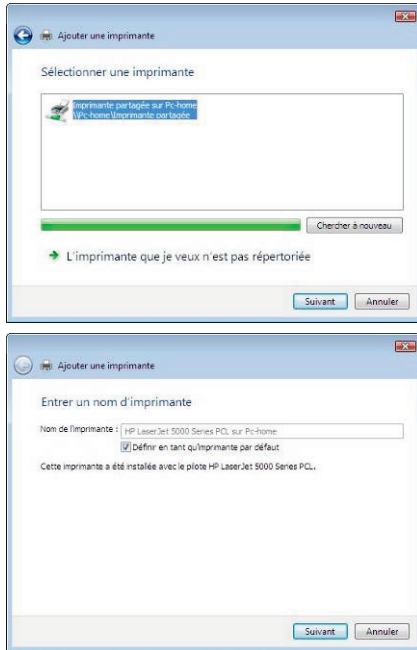 Ajouter une imprimante
Sélectionner une imprimante
Imprimante partagée sur Pc-home
\\Pc-home\Imprimante partagée
Chercher à nouveau
L'imprimante que je veux n'est pas répertoriée
Suivant Annuler
Ajouter une imprimante
Entrer un nom d'imprimante
Nom de l'imprimante : HP LaserJet 5000 Series PCL sur Pc-home
Définir en tant qu'imprimante par défaut
Cette imprimante a été installée avec le pilote HP LaserJet 5000 Series PCL.
Suivant Annuler